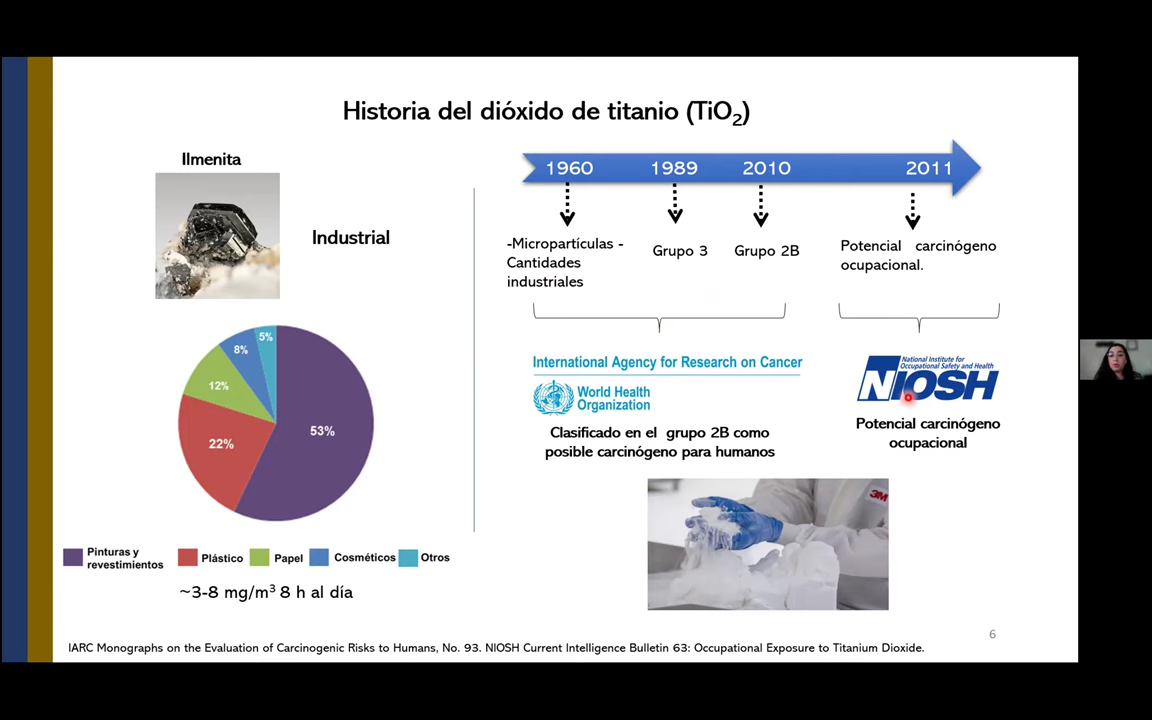 Historia del dióxido de titanio (TiO₂)
Ilmenita
Industrial
5%
8%
12%
22%
53%
Pinturas y
revestimientos
Plástico
Papel
Cosméticos
Otros
~3-8 mg/m³ 8 h al día
1960
1989
2010
2011
-Micropartículas -
Cantidades
industriales
Grupo 3
Grupo 2B
Potencial carcinógeno
ocupacional.
International Agency for Research on Cancer
World Health
Organization
Clasificado en el grupo 2B como
posible carcinógeno para humanos
National Institute for
Occupational Safety and Health
NIOSH
Potencial carcinógeno
ocupacional
3M
6
IARC Monographs on the Evaluation of Carcinogenic Risks to Humans, No. 93. NIOSH Current Intelligence Bulletin 63: Occupational Exposure to Titanium Dioxide.